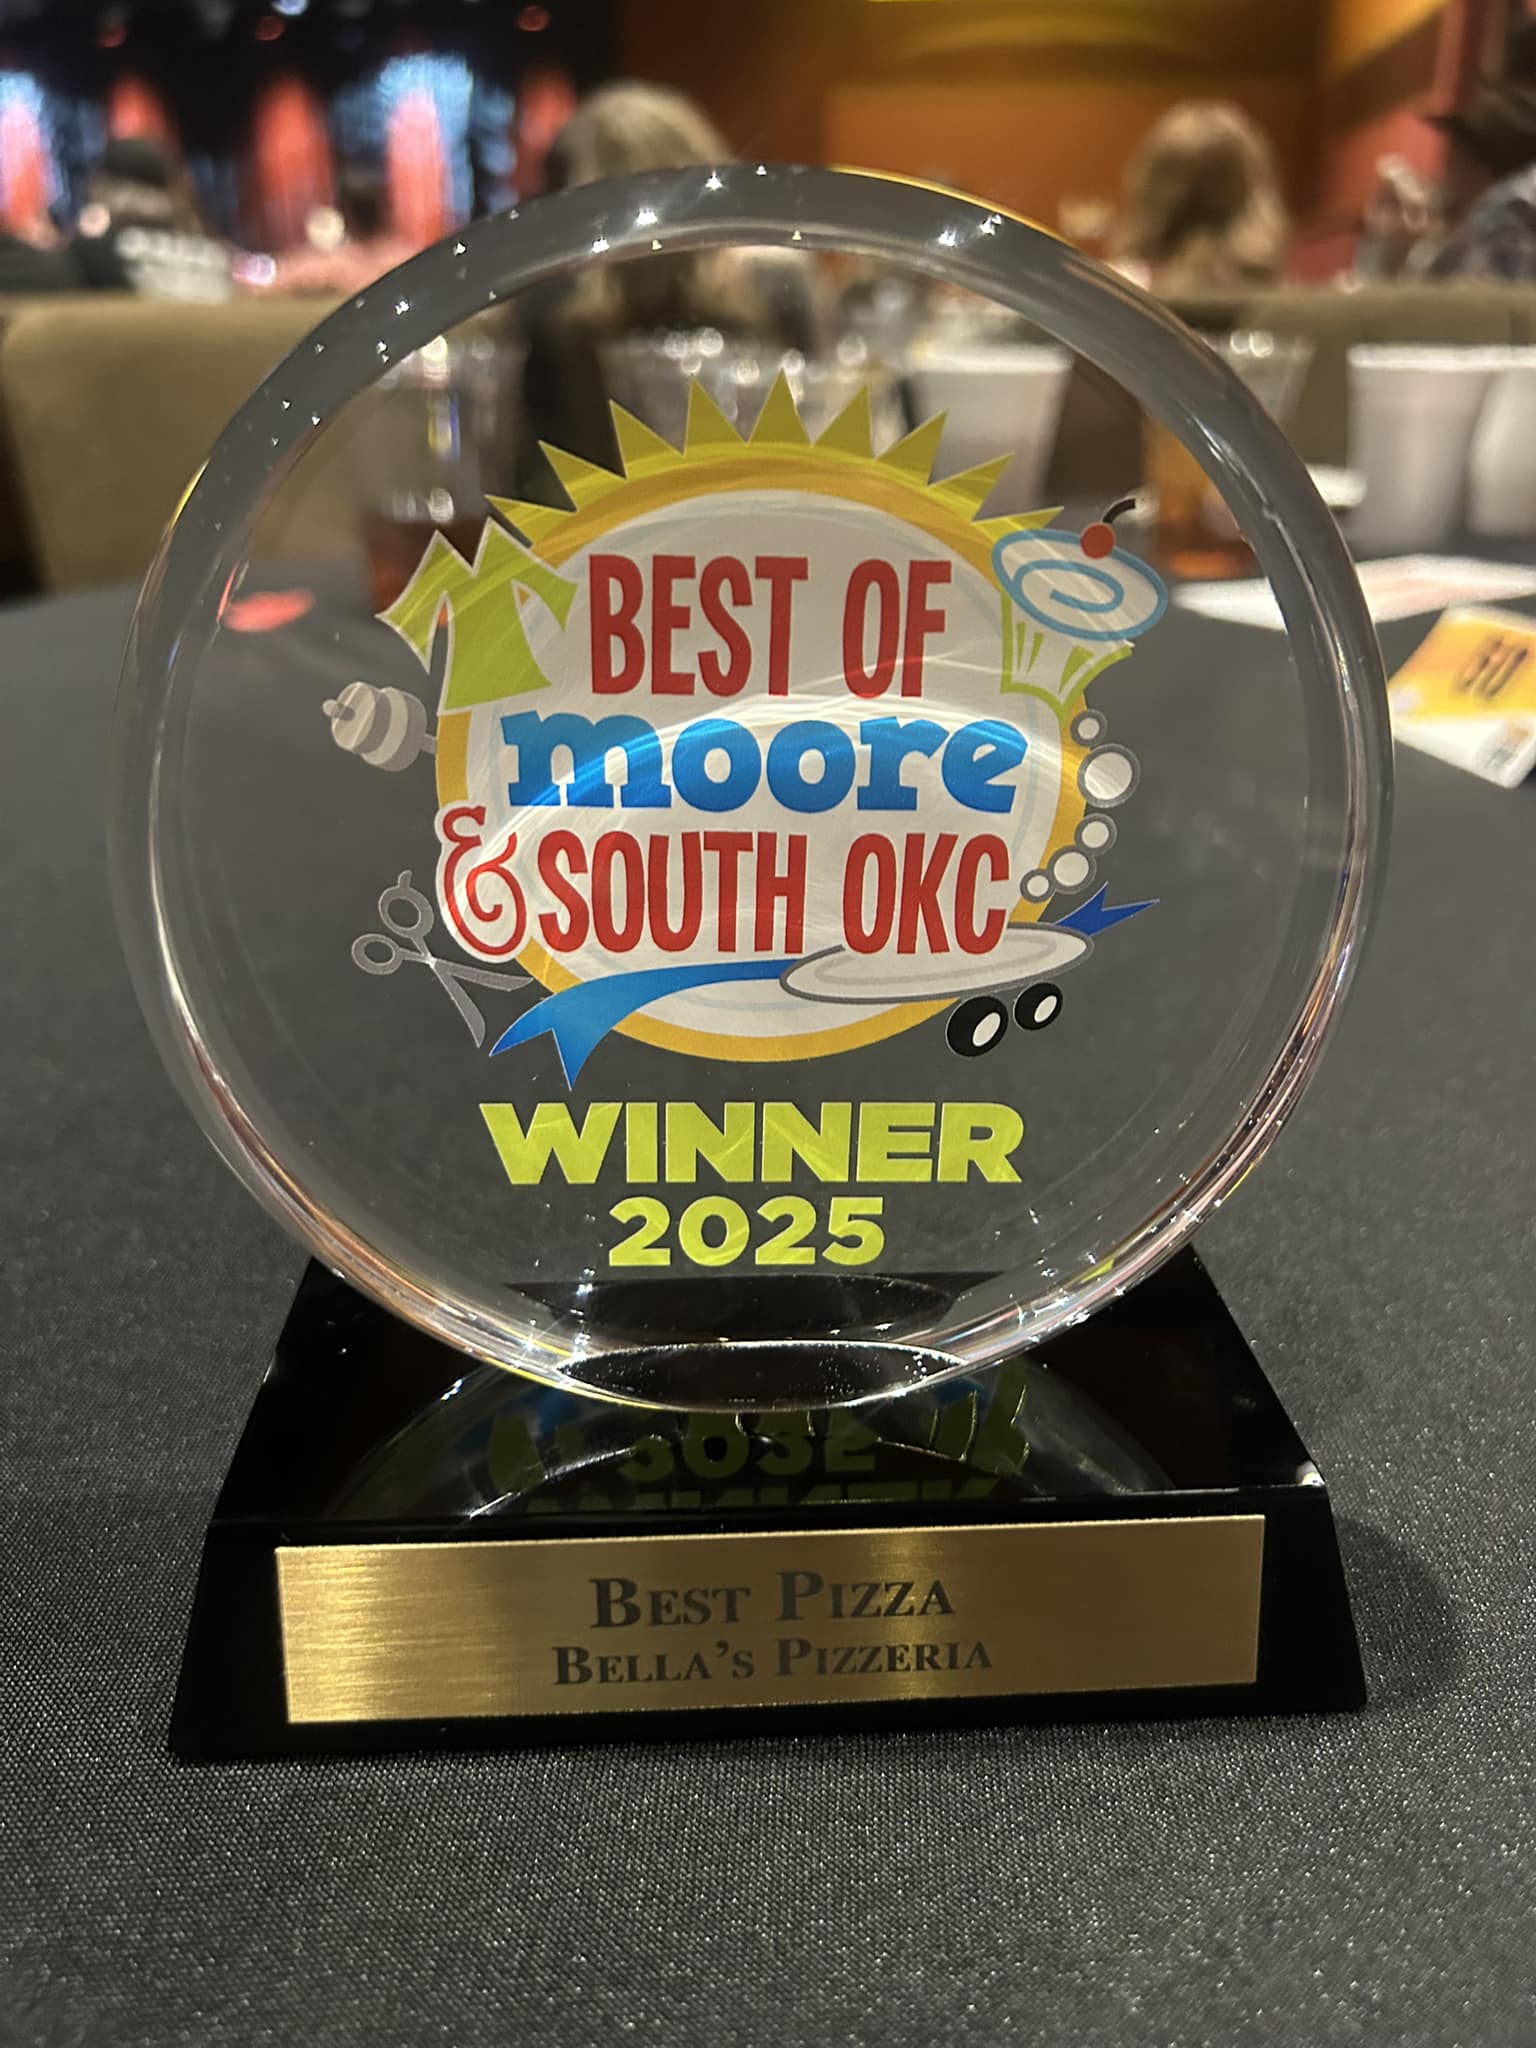 BEST OF
moore
& SOUTH OKC
WINNER
2025
BEST PIZZA
BELLA'S PIZZERIA